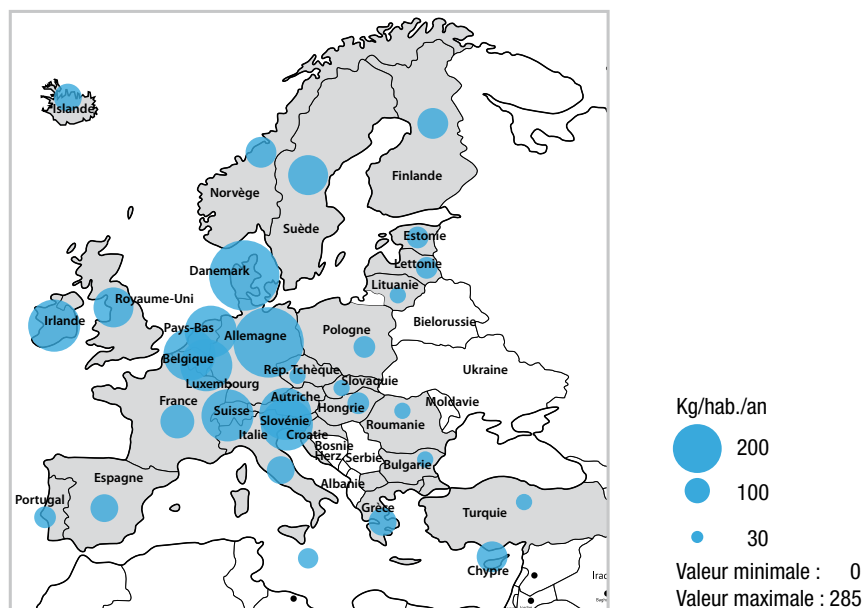 Islande
Finlande
Norvège
Suède
Estonie
Danemark
Lettonie
Lituanie
Royaume-Uni
Irlande
Pays-Bas
Allemagne
Pologne
Bielorussie
Belgique
Rep. Tchèque
Ukraine
Luxembourg
Slovaquie
France
Autriche
Moldavie
Suisse
Hongrie
Slovénie
Roumanie
Italie
Croatie
Bosnie
Herz.
Serbie
Bulgarie
Espagne
Albanie
Portugal
Grèce
Turquie
Chypre
Kg/hab./an
200
100
30
Valeur minimale : 0
Valeur maximale : 285